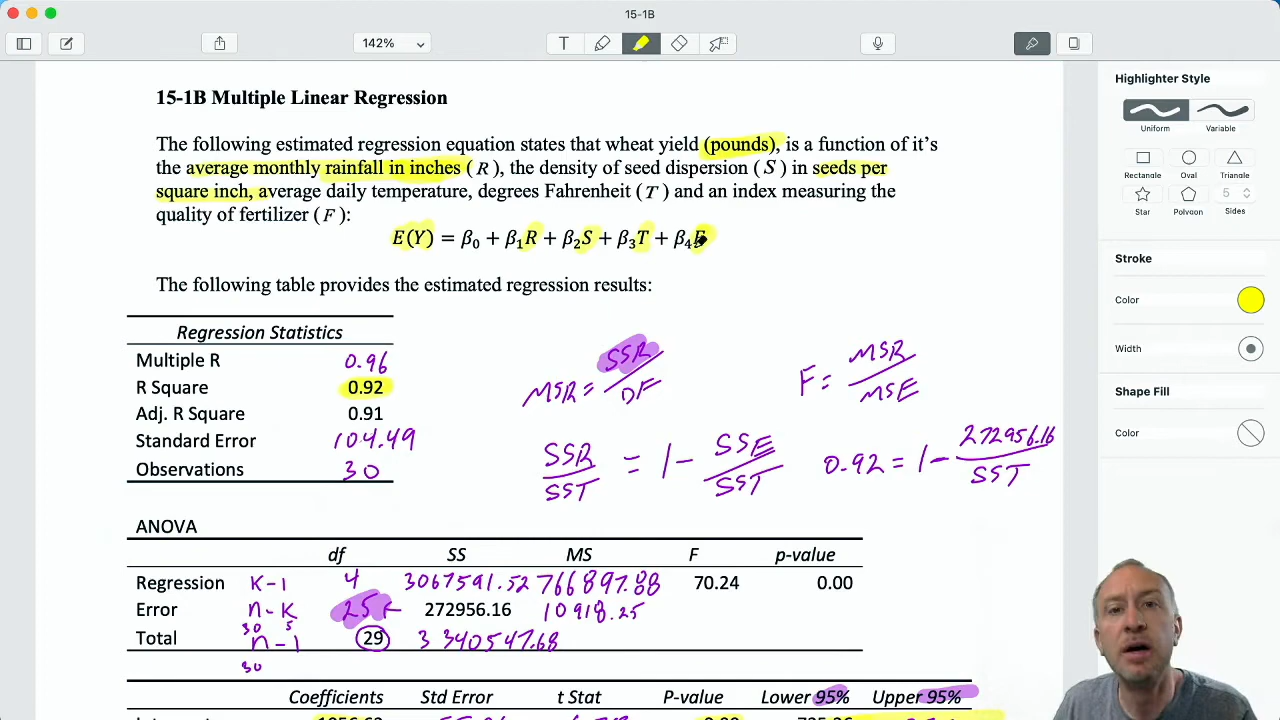 15-1B
142%
T
15-1B Multiple Linear Regression
Highlighter Style
Uniform
Variable
Rectangle
Oval
Triangle
Star
Polygon
5
Sides
Stroke
Color
Width
Shape Fill
Color
The following estimated regression equation states that wheat yield (pounds), is a function of it's
the average monthly rainfall in inches (R), the density of seed dispersion (S) in seeds per
square inch, average daily temperature, degrees Fahrenheit (T) and an index measuring the
quality of fertilizer (F):
E(Y) = β₀ + β₁R + β₂S + β₃T + β₄F
The following table provides the estimated regression results:
Regression Statistics
Multiple R 0.96
R Square 0.92
Adj. R Square 0.91
Standard Error 104.49
Observations 30
MSR = SSR/DF
F = MSR/MSE
SSR/SST = 1 - SSE/SST
0.92 = 1 - 272956.16/SST
ANOVA
df SS MS F p-value
Regression K-1 4 3067591.52 766897.88 70.24 0.00
Error n-K 25 272956.16 10918.25
30 5
Total n-1 29 3340547.68
30
Coefficients Std Error t Stat P-value Lower 95% Upper 95%